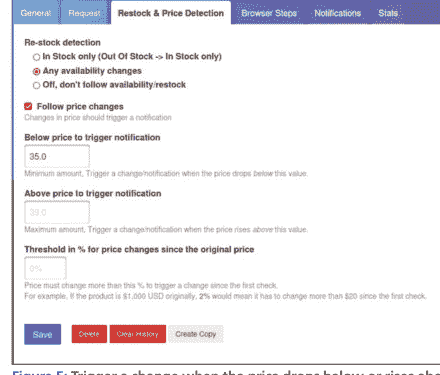 General Request Restock & Price Detection Browser Steps Notifications Stats
Re-stock detection
In Stock only (Out Of Stock -> In Stock only)
Any availability changes
Off, don't follow availability/restock
Follow price changes
Changes in price should trigger a notification
Below price to trigger notification
35.0
Minimum amount, Trigger a change/notification when the price drops below this value.
Above price to trigger notification
39.0
Maximum amount, Trigger a change/notification when the price rises above this value.
Threshold in % for price changes since the original price
0%
Price must change more than this % to trigger a change since the first check.
For example, If the product is $1,000 USD originally, 2% would mean it has to change more than $20 since the first check.
Save Delete Clear History Create Copy
Figure 5: Trigger a change when the price drops below or rises abo